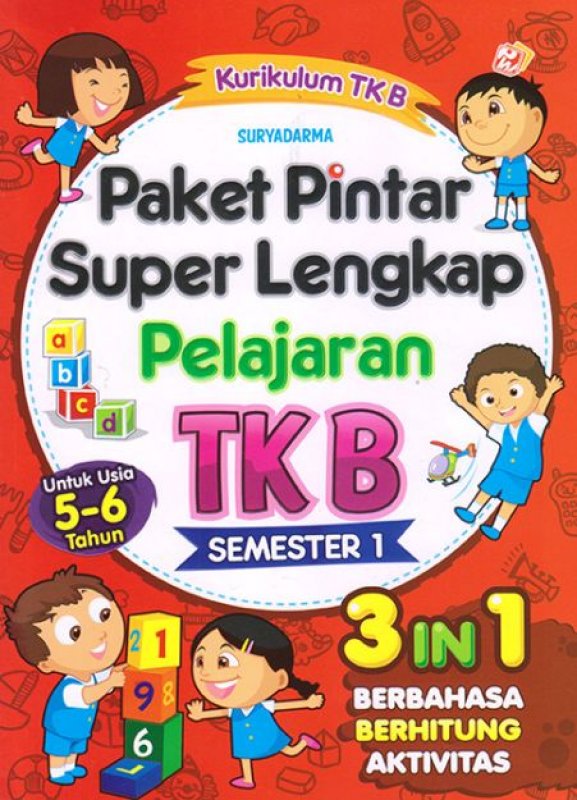 Kurikulum TK B
SURYADARMA
Paket Pintar
Super Lengkap
Pelajaran
TK B
SEMESTER 1
a
b
c
d
Untuk Usia
5-6
Tahun
3 IN 1
BERBAHASA
BERHITUNG
AKTIVITAS
2 1
9 8
6